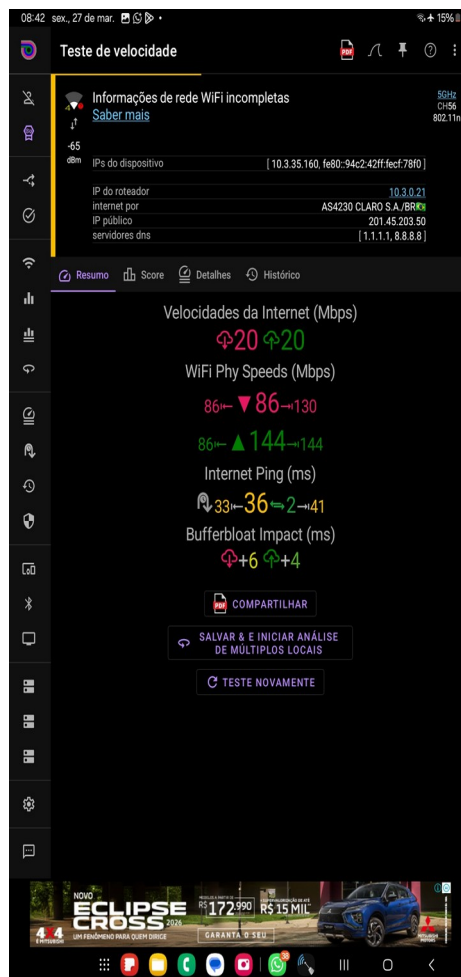 08:42 sex., 27 de mar. • 15%
Teste de velocidade
PDF
Informações de rede WiFi incompletas
Saber mais
5GHz
CH56
802.11n
4
-65
dBm
IPs do dispositivo [ 10.3.35.160, fe80::94c2:42ff:fecf:78f0 ]
IP do roteador 10.3.0.21
internet por AS4230 CLARO S.A./BR
IP público 201.45.203.50
servidores dns [ 1.1.1.1, 8.8.8.8 ]
Resumo Score Detalhes Histórico
Velocidades da Internet (Mbps)
20 20
WiFi Phy Speeds (Mbps)
86 ▼ 86 130
86 ▲ 144 144
Internet Ping (ms)
33 36 2 41
Bufferbloat Impact (ms)
+6 +4
PDF COMPARTILHAR
SALVAR & E INICIAR ANÁLISE
DE MÚLTIPLOS LOCAIS
TESTE NOVAMENTE
NOVO
ECLIPSE
CROSS 2026
UM FENÔMENO PARA QUEM DIRIGE
4x4
MITSUBISHI
R$ 172.990
R$ 15 MIL
GARANTA O SEU
38